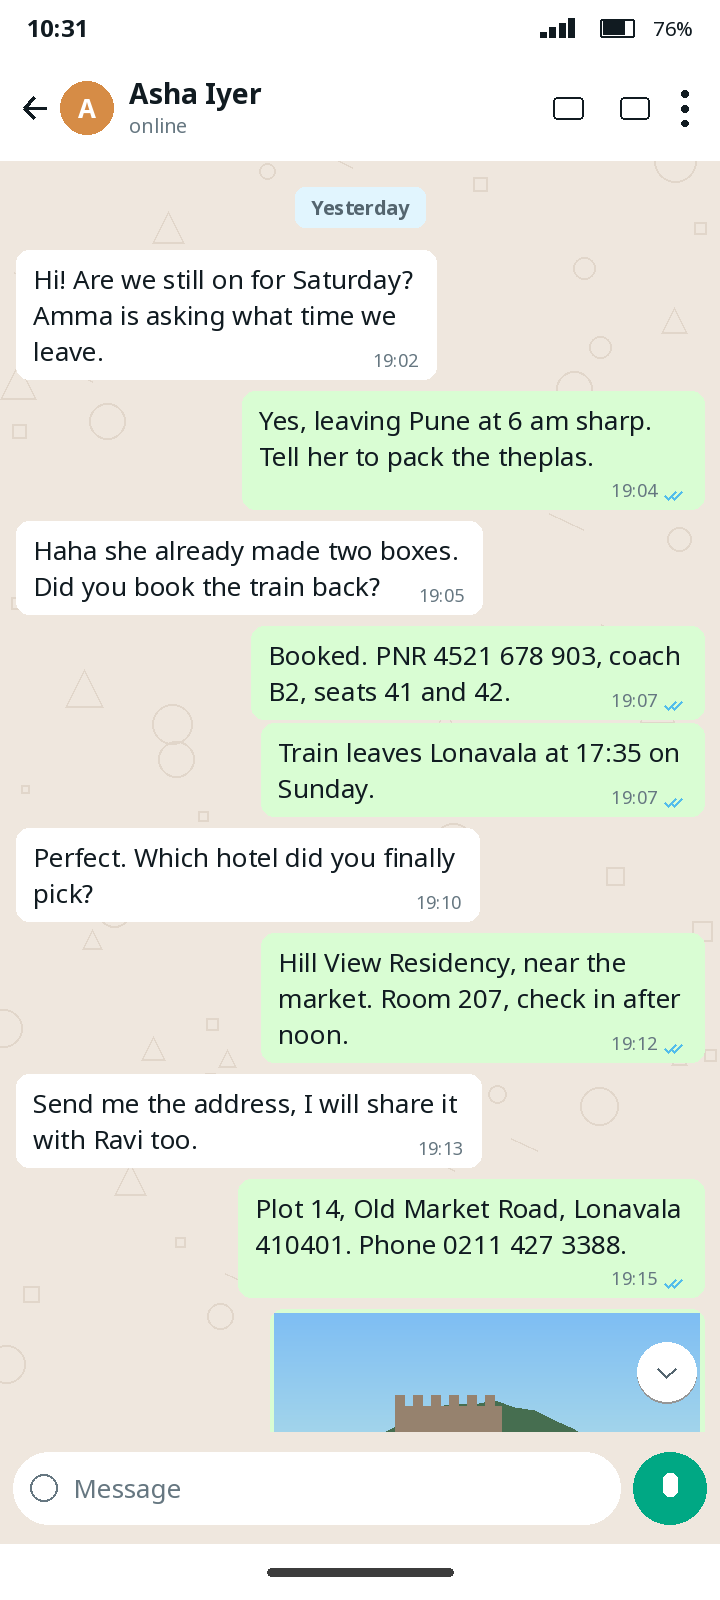 10:31
76%
A
Asha Iyer
online
Yesterday
Hi! Are we still on for Saturday?
Amma is asking what time we
leave.
19:02
Yes, leaving Pune at 6 am sharp.
Tell her to pack the theplas.
19:04
Haha she already made two boxes.
Did you book the train back?
19:05
Booked. PNR 4521 678 903, coach
B2, seats 41 and 42.
19:07
Train leaves Lonavala at 17:35 on
Sunday.
19:07
Perfect. Which hotel did you finally
pick?
19:10
Hill View Residency, near the
market. Room 207, check in after
noon.
19:12
Send me the address, I will share it
with Ravi too.
19:13
Plot 14, Old Market Road, Lonavala
410401. Phone 0211 427 3388.
19:15
Message